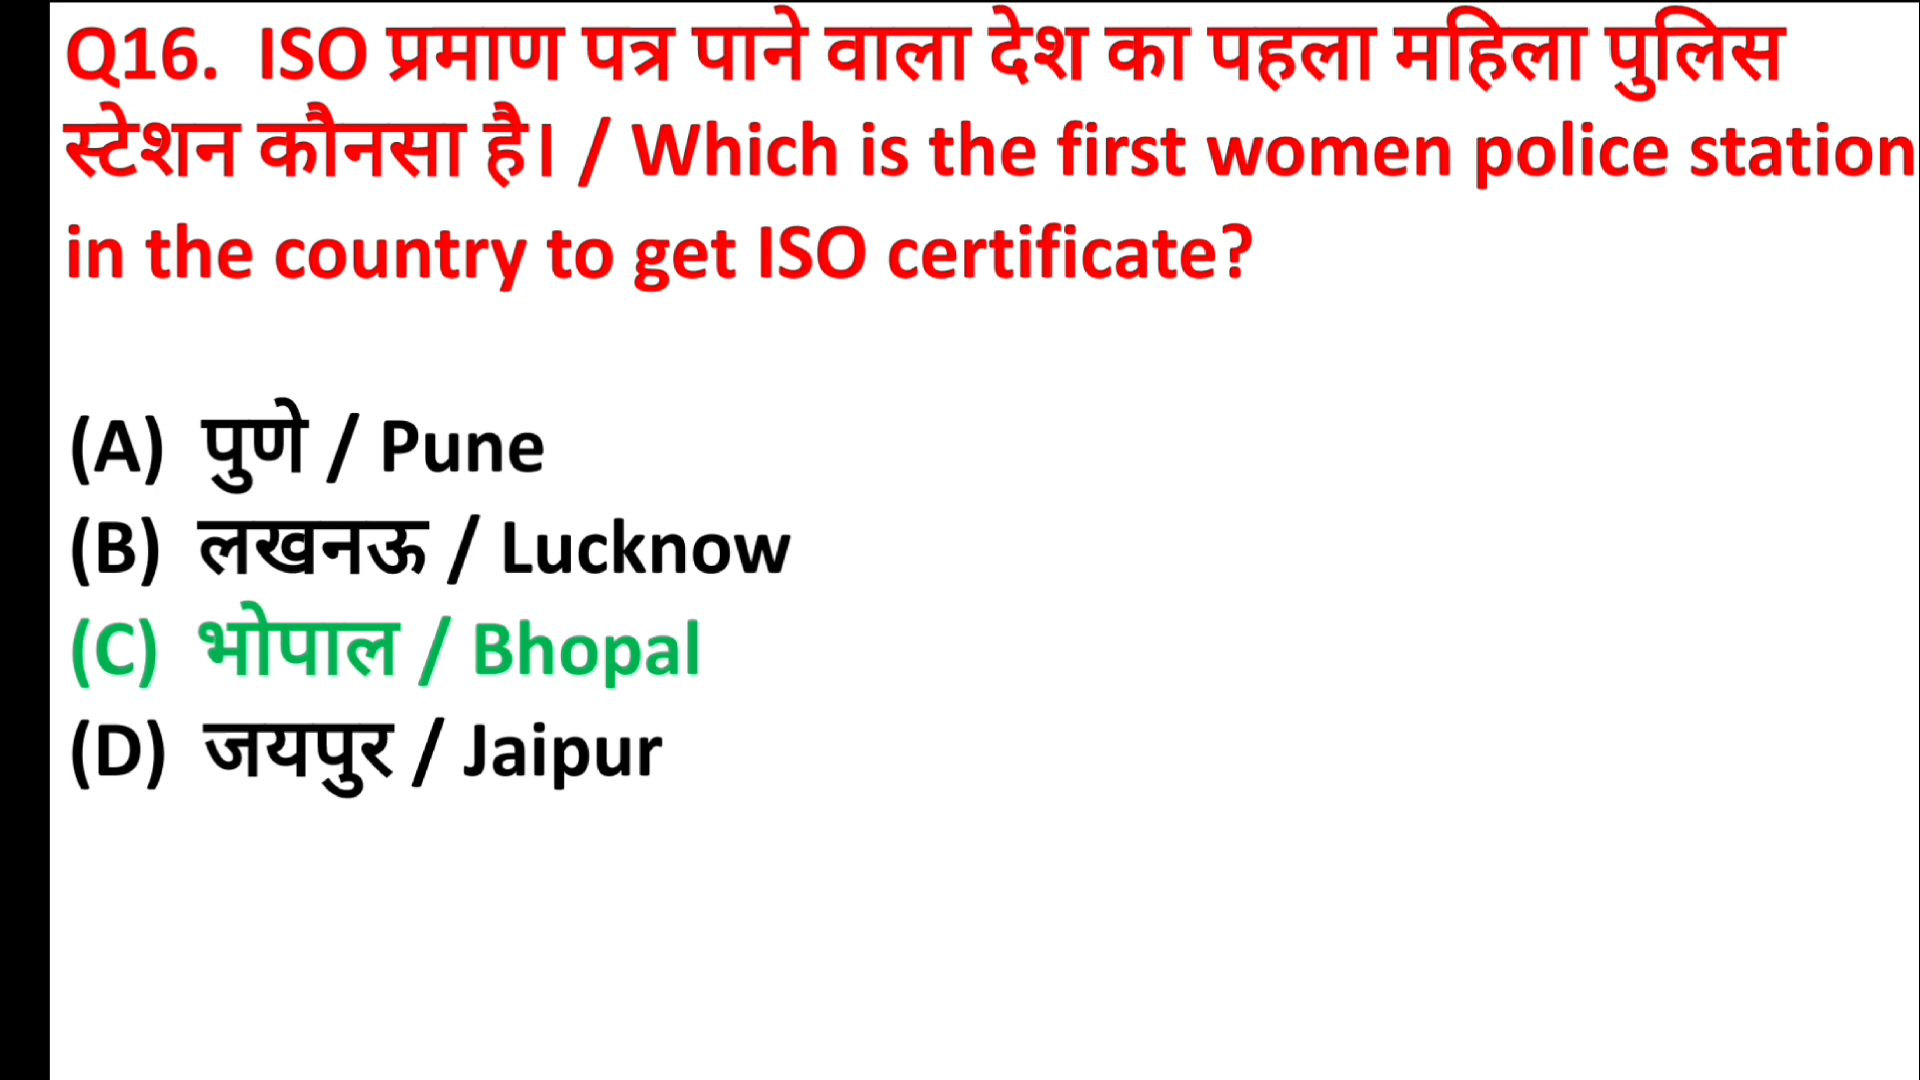 Q16. ISO प्रमाण पत्र पाने वाला देश का पहला महिला पुलिस
स्टेशन कौनसा है। / Which is the first women police station
in the country to get ISO certificate?
(A) पुणे / Pune
(B) लखनऊ / Lucknow
(C) भोपाल / Bhopal
(D) जयपुर / Jaipur